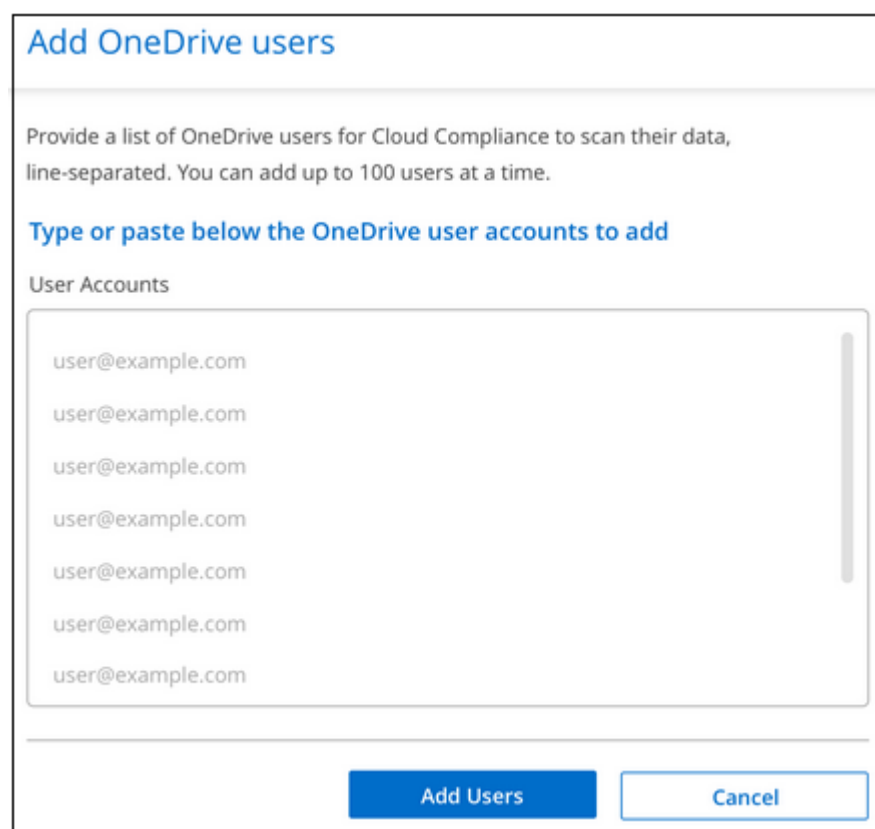 Add OneDrive users
Provide a list of OneDrive users for Cloud Compliance to scan their data,
line-separated. You can add up to 100 users at a time.
Type or paste below the OneDrive user accounts to add
User Accounts
user@example.com
user@example.com
user@example.com
user@example.com
user@example.com
user@example.com
user@example.com
Add Users
Cancel